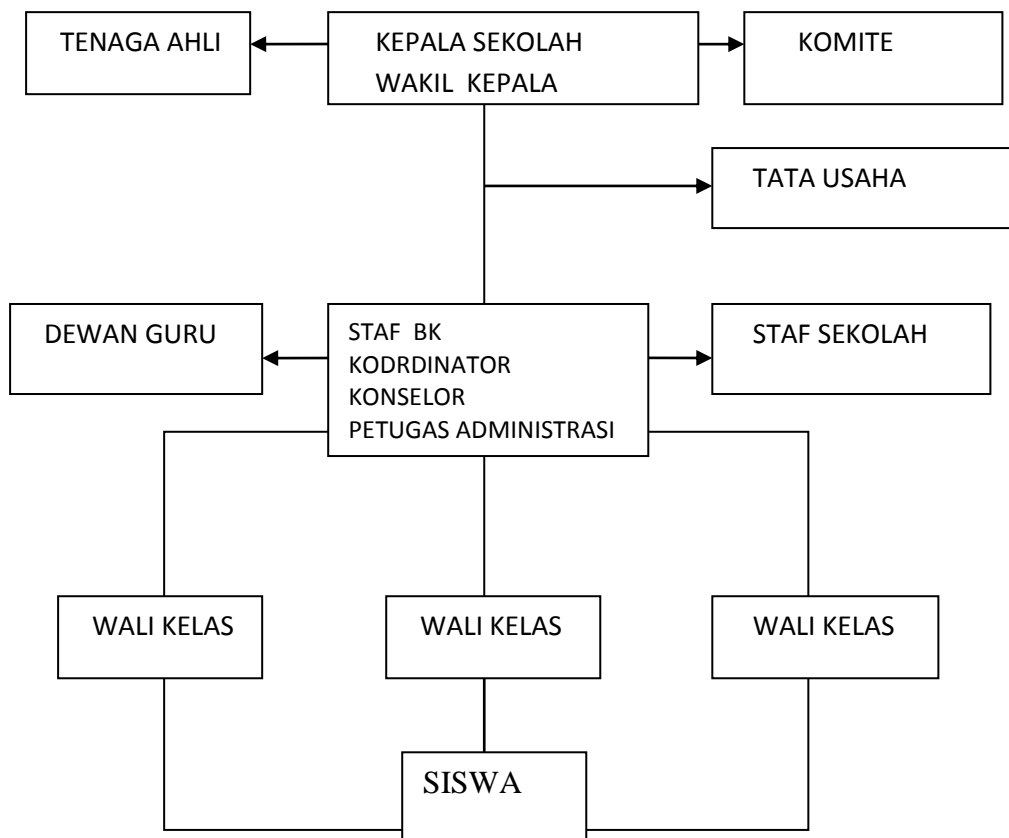 TENAGA AHLI
KEPALA SEKOLAH
WAKIL KEPALA
KOMITE
TATA USAHA
DEWAN GURU
STAF BK
KODRDINATOR
KONSELOR
PETUGAS ADMINISTRASI
STAF SEKOLAH
WALI KELAS
WALI KELAS
WALI KELAS
SISWA